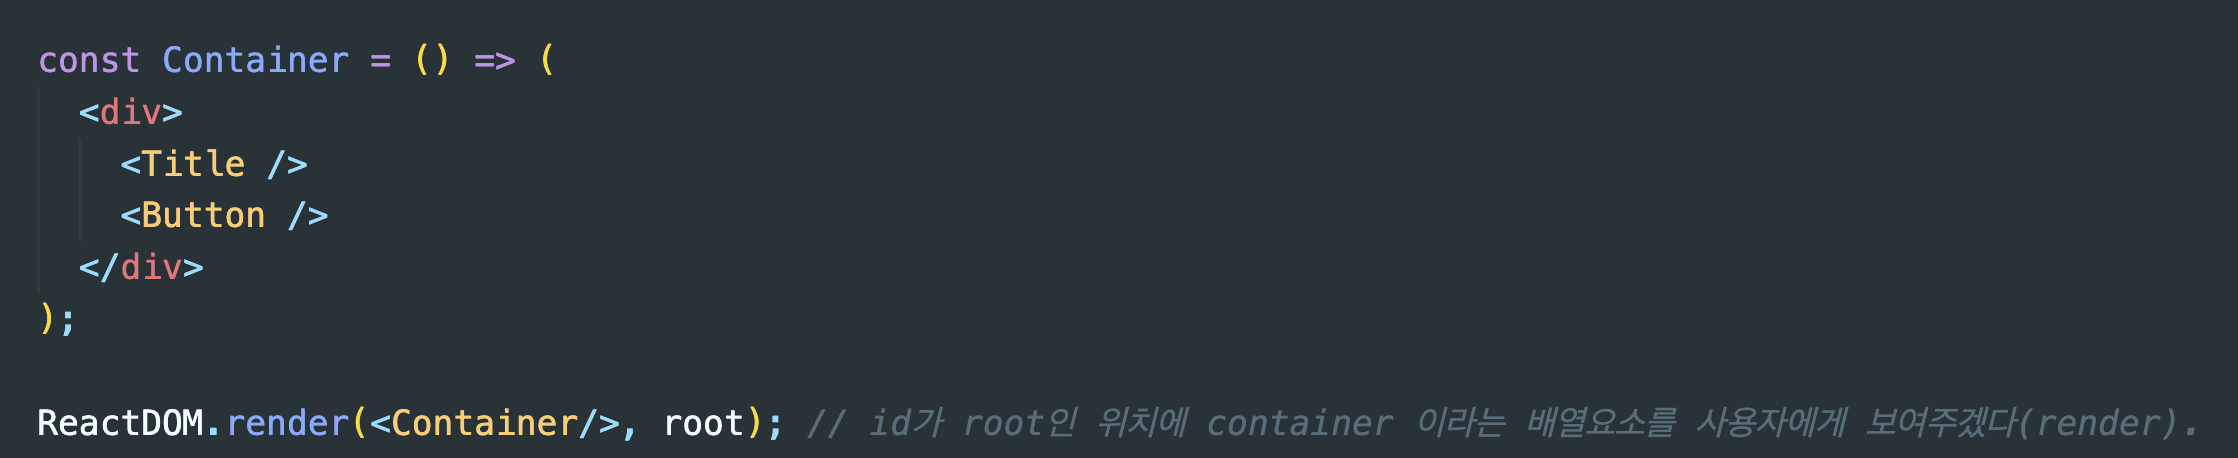 const Container = () => (
  <div>
    <Title />
    <Button />
  </div>
);
ReactDOM.render(<Container/>, root); // id가 root인 위치에 container 이라는 배열요소를 사용자에게 보여주겠다(render).